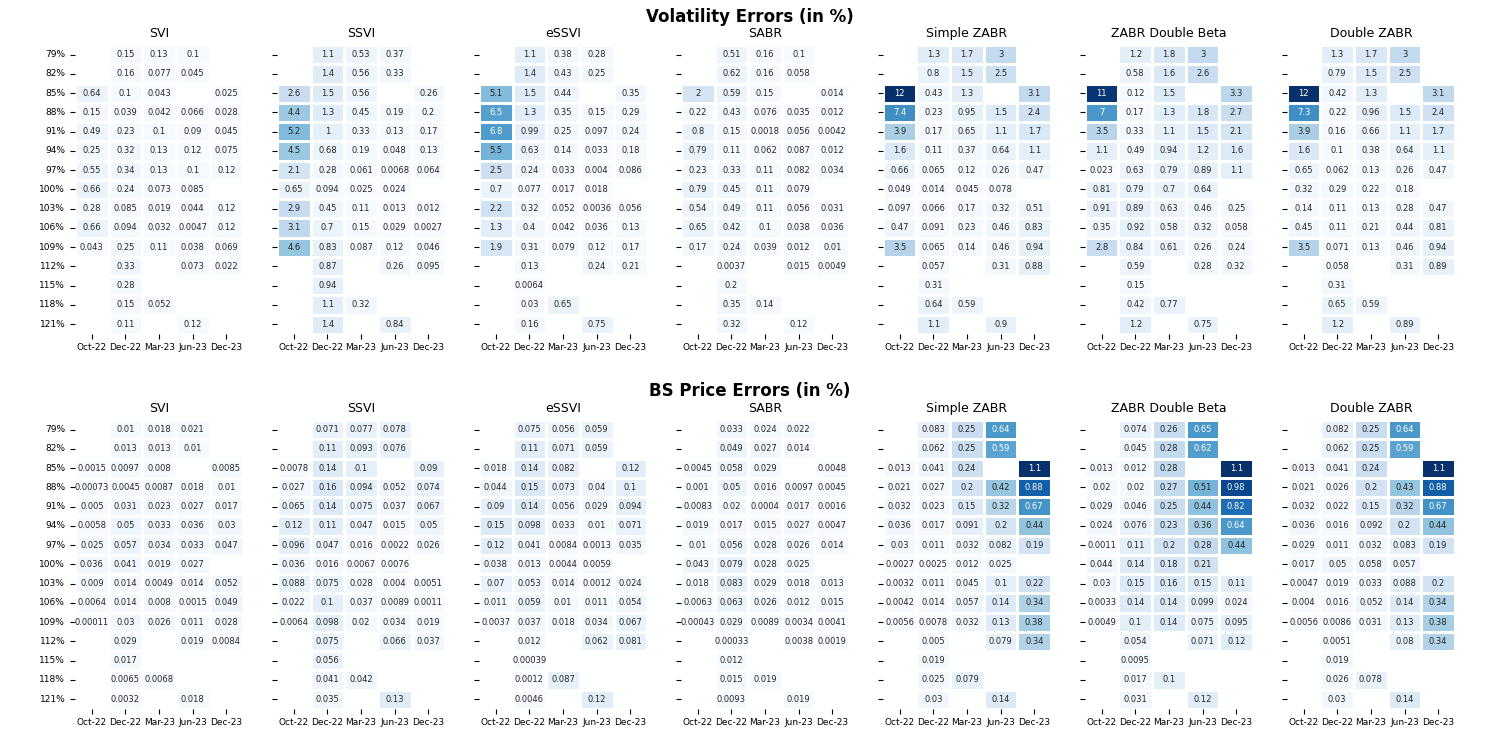 Volatility Errors (in %)
SVI SSVI eSSVI SABR Simple ZABR ZABR Double Beta Double ZABR
79% 0.15 0.13 0.1 1.1 0.53 0.37 1.1 0.38 0.28 0.51 0.16 0.1 1.3 1.7 3 1.2 1.8 3 1.3 1.7 3
82% 0.16 0.077 0.045 1.4 0.56 0.33 1.4 0.43 0.25 0.62 0.16 0.058 0.8 1.5 2.5 0.58 1.6 2.6 0.79 1.5 2.5
85% 0.64 0.1 0.043 0.025 2.6 1.5 0.56 0.26 5.1 1.5 0.44 0.35 2 0.59 0.15 0.014 12 0.43 1.3 3.1 11 0.12 1.5 3.3 12 0.42 1.3 3.1
88% 0.15 0.039 0.042 0.066 0.028 4.4 1.3 0.45 0.19 0.2 6.5 1.3 0.35 0.15 0.29 0.22 0.43 0.076 0.035 0.012 7.4 0.23 0.95 1.5 2.4 7 0.17 1.3 1.8 2.7 7.3 0.22 0.96 1.5 2.4
91% 0.49 0.23 0.1 0.09 0.045 5.2 1 0.33 0.13 0.17 6.8 0.99 0.25 0.097 0.24 0.8 0.15 0.0018 0.056 0.0042 3.9 0.17 0.65 1.1 1.7 3.5 0.33 1.1 1.5 2.1 3.9 0.16 0.66 1.1 1.7
94% 0.25 0.32 0.13 0.12 0.075 4.5 0.68 0.19 0.048 0.13 5.5 0.63 0.14 0.033 0.18 0.79 0.11 0.062 0.087 0.012 1.6 0.11 0.37 0.64 1.1 1.1 0.49 0.94 1.2 1.6 1.6 0.1 0.38 0.64 1.1
97% 0.55 0.34 0.13 0.1 0.12 2.1 0.28 0.061 0.0068 0.064 2.5 0.24 0.033 0.004 0.086 0.23 0.33 0.11 0.082 0.034 0.66 0.065 0.12 0.26 0.47 0.023 0.63 0.79 0.89 1.1 0.65 0.062 0.13 0.26 0.47
100% 0.66 0.24 0.073 0.085 0.65 0.094 0.025 0.024 0.7 0.077 0.017 0.018 0.79 0.45 0.11 0.079 0.049 0.014 0.045 0.078 0.81 0.79 0.7 0.64 0.32 0.29 0.22 0.18
103% 0.28 0.085 0.019 0.044 0.12 2.9 0.45 0.11 0.013 0.012 2.2 0.32 0.052 0.0036 0.056 0.54 0.49 0.11 0.056 0.031 0.097 0.066 0.17 0.32 0.51 0.91 0.89 0.63 0.46 0.25 0.14 0.11 0.13 0.28 0.47
106% 0.66 0.094 0.032 0.0047 0.12 3.1 0.7 0.15 0.029 0.0027 1.3 0.4 0.042 0.036 0.13 0.65 0.42 0.1 0.038 0.036 0.47 0.091 0.23 0.46 0.83 0.35 0.92 0.58 0.32 0.058 0.45 0.11 0.21 0.44 0.81
109% 0.043 0.25 0.11 0.038 0.069 4.6 0.83 0.087 0.12 0.046 1.9 0.31 0.079 0.12 0.17 0.17 0.24 0.039 0.012 0.01 3.5 0.065 0.14 0.46 0.94 2.8 0.84 0.61 0.26 0.24 3.5 0.071 0.13 0.46 0.94
112% 0.33 0.073 0.022 0.87 0.26 0.095 0.13 0.24 0.21 0.0037 0.015 0.0049 0.057 0.31 0.88 0.59 0.28 0.32 0.058 0.31 0.89
115% 0.28 0.94 0.0064 0.2 0.31 0.15 0.31
118% 0.15 0.052 1.1 0.32 0.03 0.65 0.35 0.14 0.64 0.59 0.42 0.77 0.65 0.59
121% 0.11 0.12 1.4 0.84 0.16 0.75 0.32 0.12 1.1 0.9 1.2 0.75 1.2 0.89
Oct-22 Dec-22 Mar-23 Jun-23 Dec-23 Oct-22 Dec-22 Mar-23 Jun-23 Dec-23 Oct-22 Dec-22 Mar-23 Jun-23 Dec-23 Oct-22 Dec-22 Mar-23 Jun-23 Dec-23 Oct-22 Dec-22 Mar-23 Jun-23 Dec-23 Oct-22 Dec-22 Mar-23 Jun-23 Dec-23 Oct-22 Dec-22 Mar-23 Jun-23 Dec-23
BS Price Errors (in %)
SVI SSVI eSSVI SABR Simple ZABR ZABR Double Beta Double ZABR
79% 0.01 0.018 0.021 0.071 0.077 0.078 0.075 0.056 0.059 0.033 0.024 0.022 0.083 0.25 0.64 0.074 0.26 0.65 0.082 0.25 0.64
82% 0.013 0.013 0.01 0.11 0.093 0.076 0.11 0.071 0.059 0.049 0.027 0.014 0.062 0.25 0.59 0.045 0.28 0.62 0.062 0.25 0.59
85% 0.0015 0.0097 0.008 0.0085 0.0078 0.14 0.1 0.09 0.018 0.14 0.082 0.12 0.0045 0.058 0.029 0.0048 0.013 0.041 0.24 1.1 0.013 0.012 0.28 1.1 0.013 0.041 0.24 1.1
88% 0.00073 0.0045 0.0087 0.018 0.01 0.027 0.16 0.094 0.052 0.074 0.044 0.15 0.073 0.04 0.1 0.001 0.05 0.016 0.0097 0.0045 0.021 0.027 0.2 0.42 0.88 0.02 0.02 0.27 0.51 0.98 0.021 0.026 0.2 0.43 0.88
91% 0.005 0.031 0.023 0.027 0.017 0.065 0.14 0.075 0.037 0.067 0.09 0.14 0.056 0.029 0.094 0.0083 0.02 0.0004 0.017 0.0016 0.032 0.023 0.15 0.32 0.67 0.029 0.046 0.25 0.44 0.82 0.032 0.022 0.15 0.32 0.67
94% 0.0058 0.05 0.033 0.036 0.03 0.12 0.11 0.047 0.015 0.05 0.15 0.098 0.033 0.01 0.071 0.019 0.017 0.015 0.027 0.0047 0.036 0.017 0.091 0.2 0.44 0.024 0.076 0.23 0.36 0.64 0.036 0.016 0.092 0.2 0.44
97% 0.025 0.057 0.034 0.033 0.047 0.096 0.047 0.016 0.0022 0.026 0.12 0.041 0.0084 0.0013 0.035 0.01 0.056 0.028 0.026 0.014 0.03 0.011 0.032 0.082 0.19 0.0011 0.11 0.2 0.28 0.44 0.029 0.011 0.032 0.083 0.19
100% 0.036 0.041 0.019 0.027 0.036 0.016 0.0067 0.0076 0.038 0.013 0.0044 0.0059 0.043 0.079 0.028 0.025 0.0027 0.0025 0.012 0.025 0.044 0.14 0.18 0.21 0.017 0.05 0.058 0.057
103% 0.009 0.014 0.0049 0.014 0.052 0.088 0.075 0.028 0.004 0.0051 0.07 0.053 0.014 0.0012 0.024 0.018 0.083 0.029 0.018 0.013 0.0032 0.011 0.045 0.1 0.22 0.03 0.15 0.16 0.15 0.11 0.0047 0.019 0.033 0.088 0.2
106% 0.0064 0.014 0.008 0.0015 0.049 0.022 0.1 0.037 0.0089 0.0011 0.011 0.059 0.01 0.011 0.054 0.0063 0.063 0.026 0.012 0.015 0.0042 0.014 0.057 0.14 0.34 0.0033 0.14 0.14 0.099 0.024 0.004 0.016 0.052 0.14 0.34
109% 0.00011 0.03 0.026 0.011 0.028 0.0064 0.098 0.02 0.034 0.019 0.0037 0.037 0.018 0.034 0.067 0.00043 0.029 0.0089 0.0034 0.0041 0.0056 0.0078 0.032 0.13 0.38 0.0049 0.1 0.14 0.075 0.095 0.0056 0.0086 0.031 0.13 0.38
112% 0.029 0.019 0.0084 0.075 0.066 0.037 0.012 0.062 0.081 0.00033 0.0038 0.0019 0.005 0.079 0.34 0.054 0.071 0.12 0.0051 0.08 0.34
115% 0.017 0.056 0.00039 0.012 0.019 0.0095 0.019
118% 0.0065 0.0068 0.041 0.042 0.0012 0.087 0.015 0.019 0.025 0.079 0.017 0.1 0.026 0.078
121% 0.0032 0.018 0.035 0.13 0.0046 0.12 0.0093 0.019 0.03 0.14 0.031 0.12 0.03 0.14
Oct-22 Dec-22 Mar-23 Jun-23 Dec-23 Oct-22 Dec-22 Mar-23 Jun-23 Dec-23 Oct-22 Dec-22 Mar-23 Jun-23 Dec-23 Oct-22 Dec-22 Mar-23 Jun-23 Dec-23 Oct-22 Dec-22 Mar-23 Jun-23 Dec-23 Oct-22 Dec-22 Mar-23 Jun-23 Dec-23 Oct-22 Dec-22 Mar-23 Jun-23 Dec-23